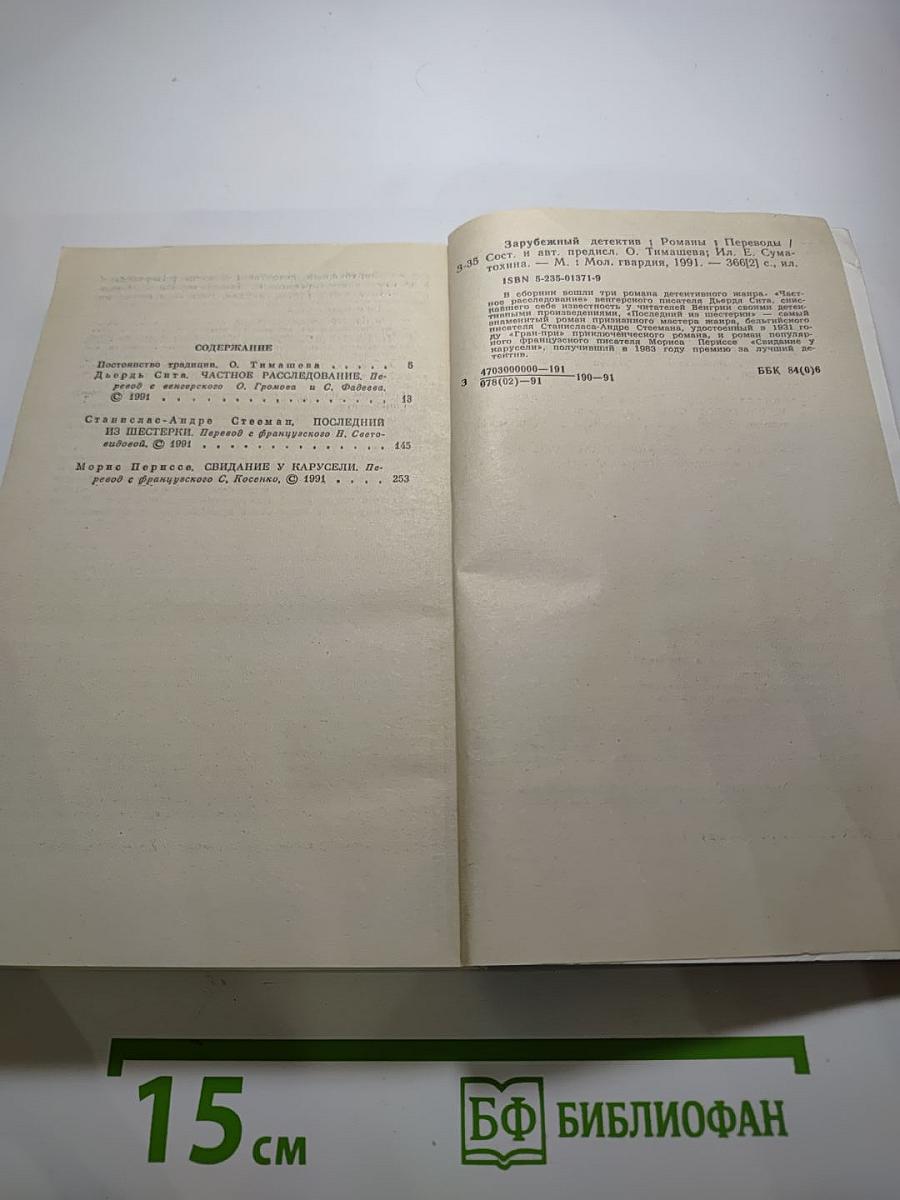 СОДЕРЖАНИЕ
Постоянство традиции. О. Тимашева . . . . . 5
Дьердь Сита. ЧАСТНОЕ РАССЛЕДОВАНИЕ. Пе-
ревод с венгерского О. Громова и С. Фадеева.
© 1991 . . . . . . . . . . . . . . . 13
Станислас-Андре Стееман, ПОСЛЕДНИЙ
ИЗ ШЕСТЕРКИ. Перевод с французского Н. Свето-
видовой, © 1991 . . . . . . . . . . . . 145
Морис Периссе. СВИДАНИЕ У КАРУСЕЛИ. Пе-
ревод с французского С. Косенко, © 1991 . . . . 253
Зарубежный детектив : Романы : Переводы /
З-35 Сост. и авт. предисл. О. Тимашева; Ил. Е. Сума-
тохина. — М. : Мол. гвардия, 1991. — 366[2] с., ил.
ISBN 5-235-01371-9
В сборник вошли три романа детективного жанра. «Част-
ное расследование» венгерского писателя Дьердя Сита, снис-
кавшего себе известность у читателей Венгрии своими детек-
тивными произведениями, «Последний из шестерки» — самый
знаменитый роман признанного мастера жанра, бельгийского
писателя Станисласа-Андре Стеемана, удостоенный в 1931 го-
ду «Гран-при» приключенческого романа, и роман популяр-
ного французского писателя Мориса Периссе «Свидание у
карусели», получивший в 1983 году премию за лучший де-
тектив.
З 4703000000—191
078(02)—91 190—91
ББК 84(0)6
15 см
БФ БИБЛИОФАН